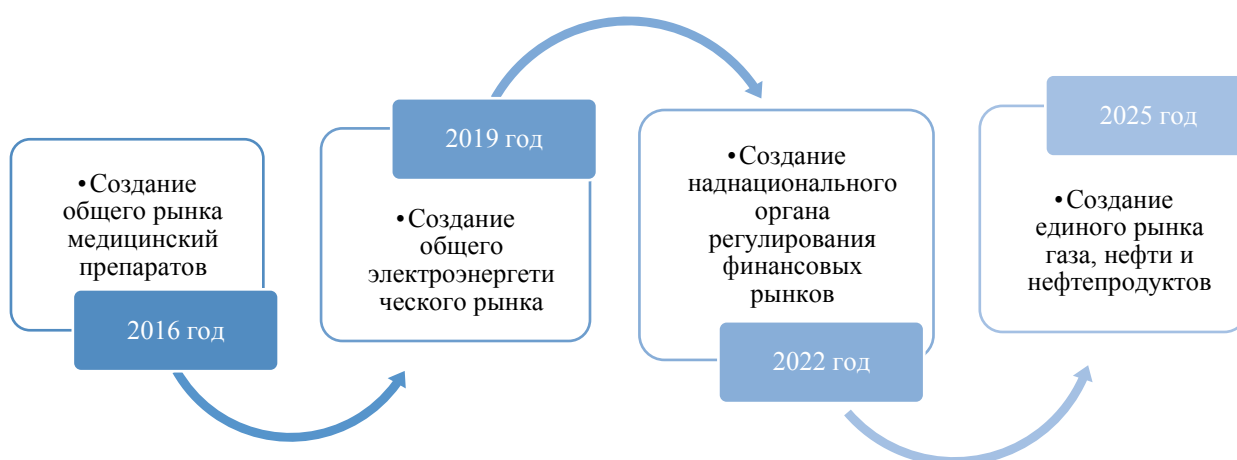 •Создание
общего рынка
медицинский
препаратов
2016 год
2019 год
•Создание
общего
электроэнергети
ческого рынка
•Создание
наднационального
органа
регулирования
финансовых
рынков
2022 год
2025 год
•Создание
единого рынка
газа, нефти и
нефтепродуктов